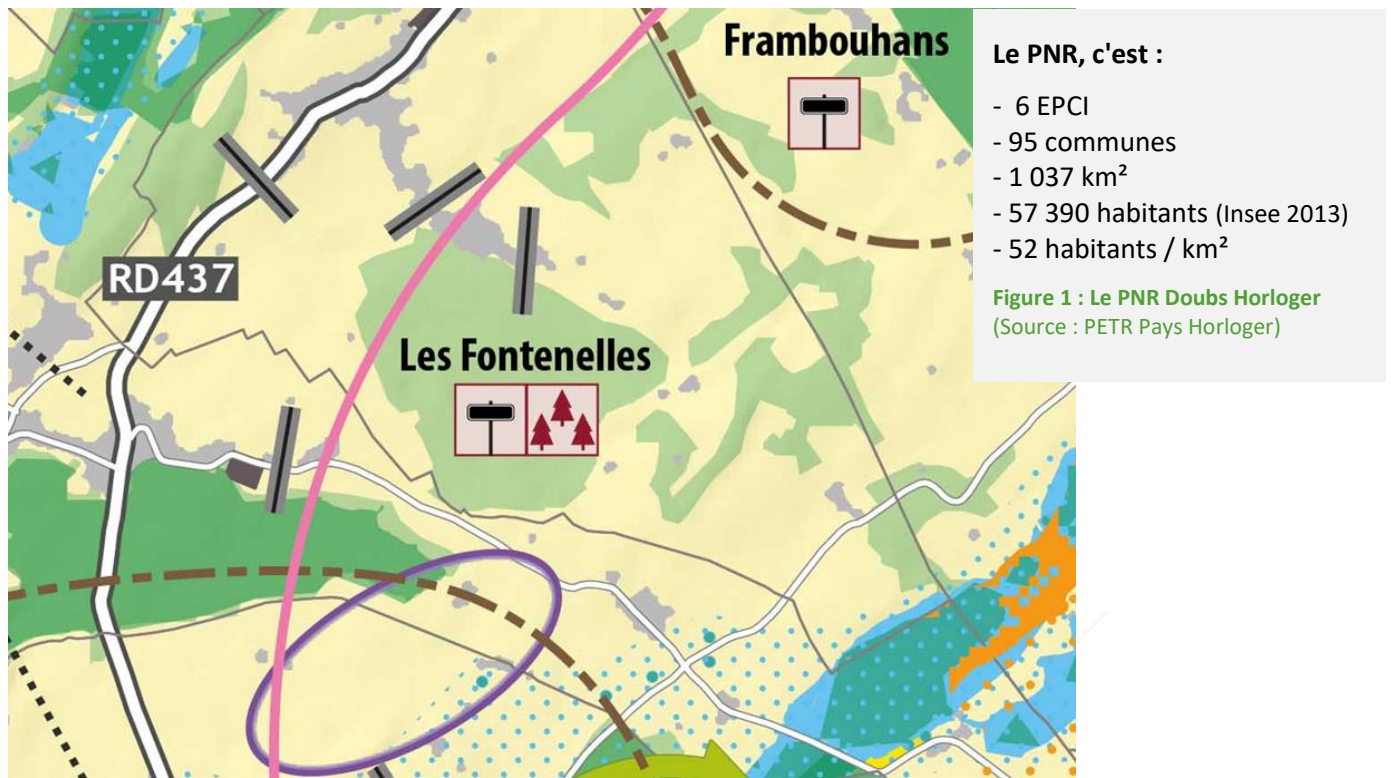 Frambouhans
RD437
Les Fontenelles
Le PNR, c'est :
- 6 EPCI
- 95 communes
- 1 037 km²
- 57 390 habitants (Insee 2013)
- 52 habitants / km²
Figure 1 : Le PNR Doubs Horloger
(Source : PETR Pays Horloger)